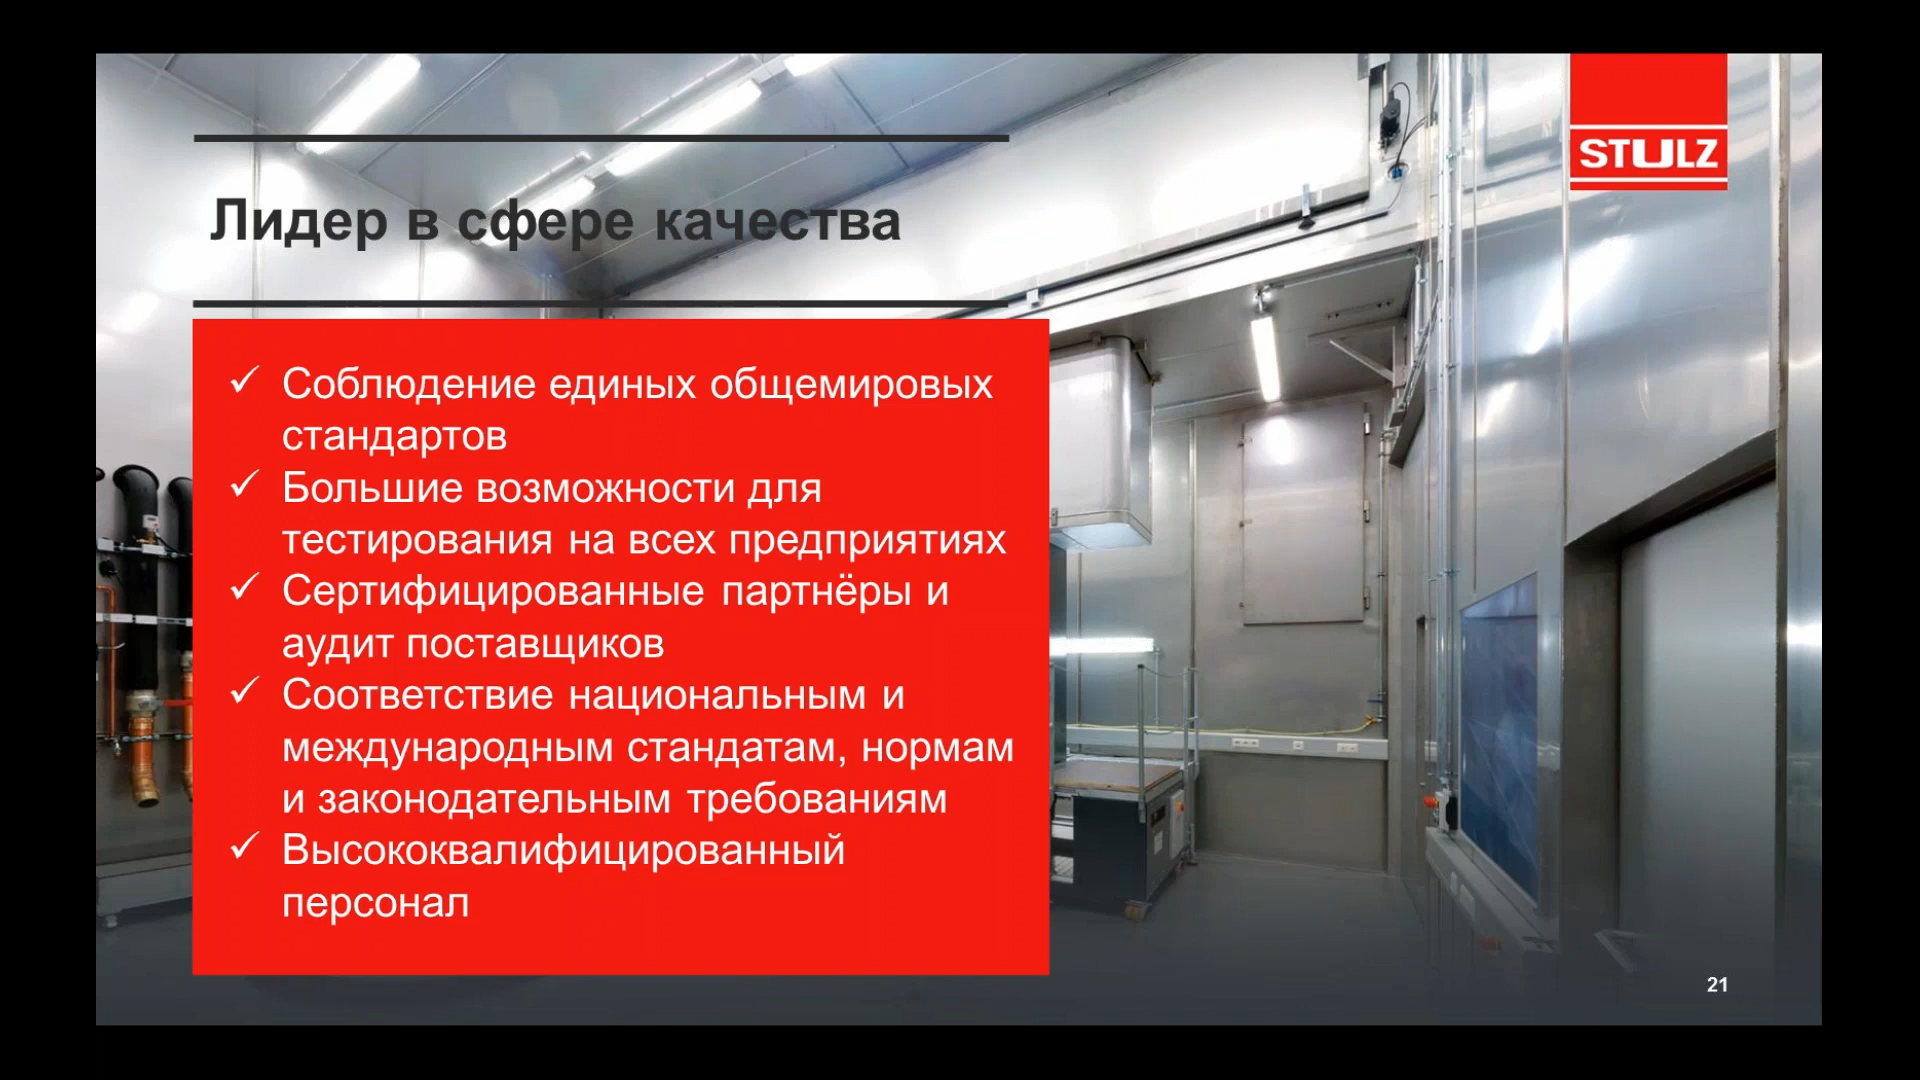 STULZ
Лидер в сфере качества
✓ Соблюдение единых общемировых
стандартов
✓ Большие возможности для
тестирования на всех предприятиях
✓ Сертифицированные партнёры и
аудит поставщиков
✓ Соответствие национальным и
международным стандатам, нормам
и законодательным требованиям
✓ Высококвалифицированный
персонал
21